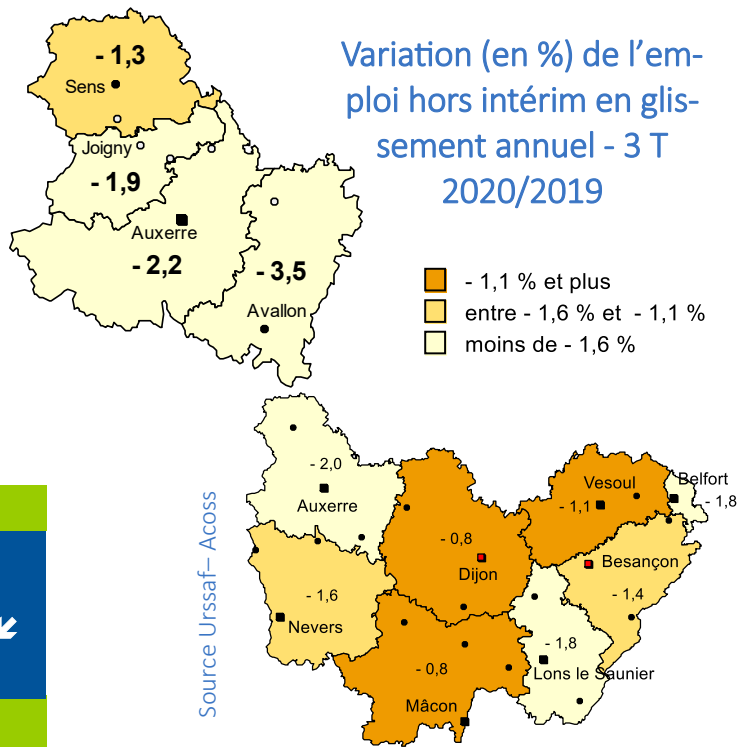 Variation (en %) de l'em-
ploi hors intérim en glis-
sement annuel - 3 T
2020/2019
- 1,3
Sens
Joigny
- 1,9
Auxerre
- 2,2
- 3,5
Avallon
- 1,1 % et plus
entre - 1,6 % et - 1,1 %
moins de - 1,6 %
- 2,0
Auxerre
Vesoul
- 1,1
Belfort
- 1,8
- 0,8
Dijon
Besançon
- 1,4
- 1,6
Nevers
- 1,8
Lons le Saunier
- 0,8
Mâcon
Source Urssaf– Acoss